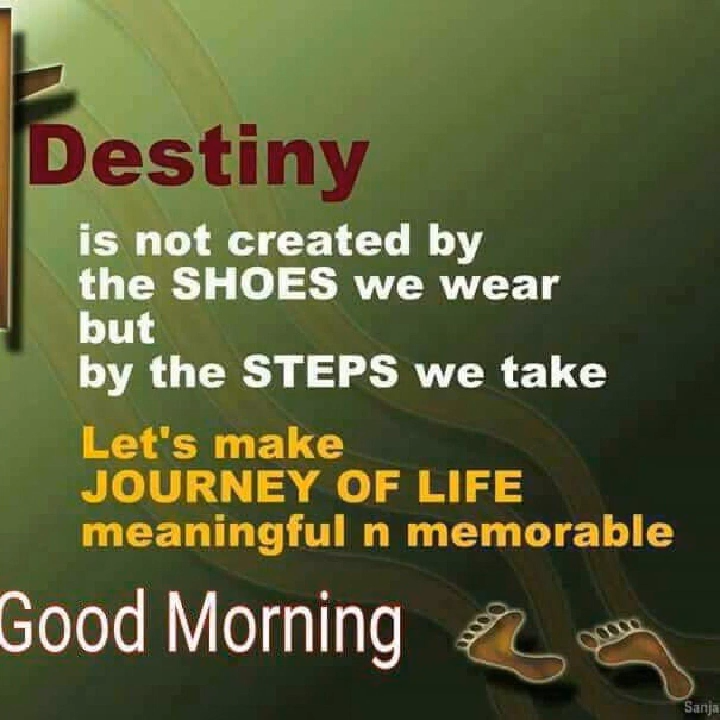 Destiny
is not created by
the SHOES we wear
but
by the STEPS we take
Let's make
JOURNEY OF LIFE
meaningful n memorable
Good Morning
Sanja